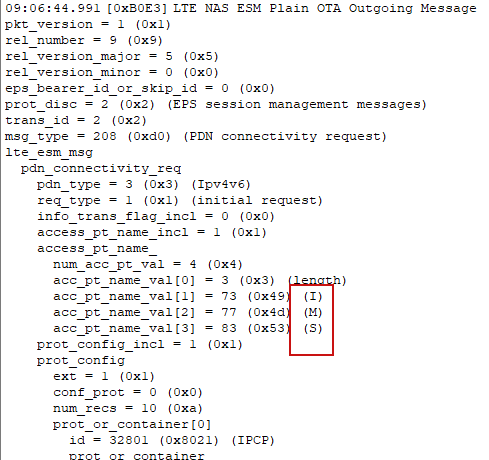 09:06:44.991 [0xB0E3] LTE NAS ESM Plain OTA Outgoing Message
pkt_version = 1 (0x1)
rel_number = 9 (0x9)
rel_version_major = 5 (0x5)
rel_version_minor = 0 (0x0)
eps_bearer_id_or_skip_id = 0 (0x0)
prot_disc = 2 (0x2) (EPS session management messages)
trans_id = 2 (0x2)
msg_type = 208 (0xd0) (PDN connectivity request)
lte_esm_msg
pdn_connectivity_req
pdn_type = 3 (0x3) (Ipv4v6)
req_type = 1 (0x1) (initial request)
info_trans_flag_incl = 0 (0x0)
access_pt_name_incl = 1 (0x1)
access_pt_name_
num_acc_pt_val = 4 (0x4)
acc_pt_name_val[0] = 3 (0x3) (length)
acc_pt_name_val[1] = 73 (0x49) (I)
acc_pt_name_val[2] = 77 (0x4d) (M)
acc_pt_name_val[3] = 83 (0x53) (S)
prot_config_incl = 1 (0x1)
prot_config
ext = 1 (0x1)
conf_prot = 0 (0x0)
num_recs = 10 (0xa)
prot_or_container[0]
id = 32801 (0x8021) (IPCP)
prot_or_container